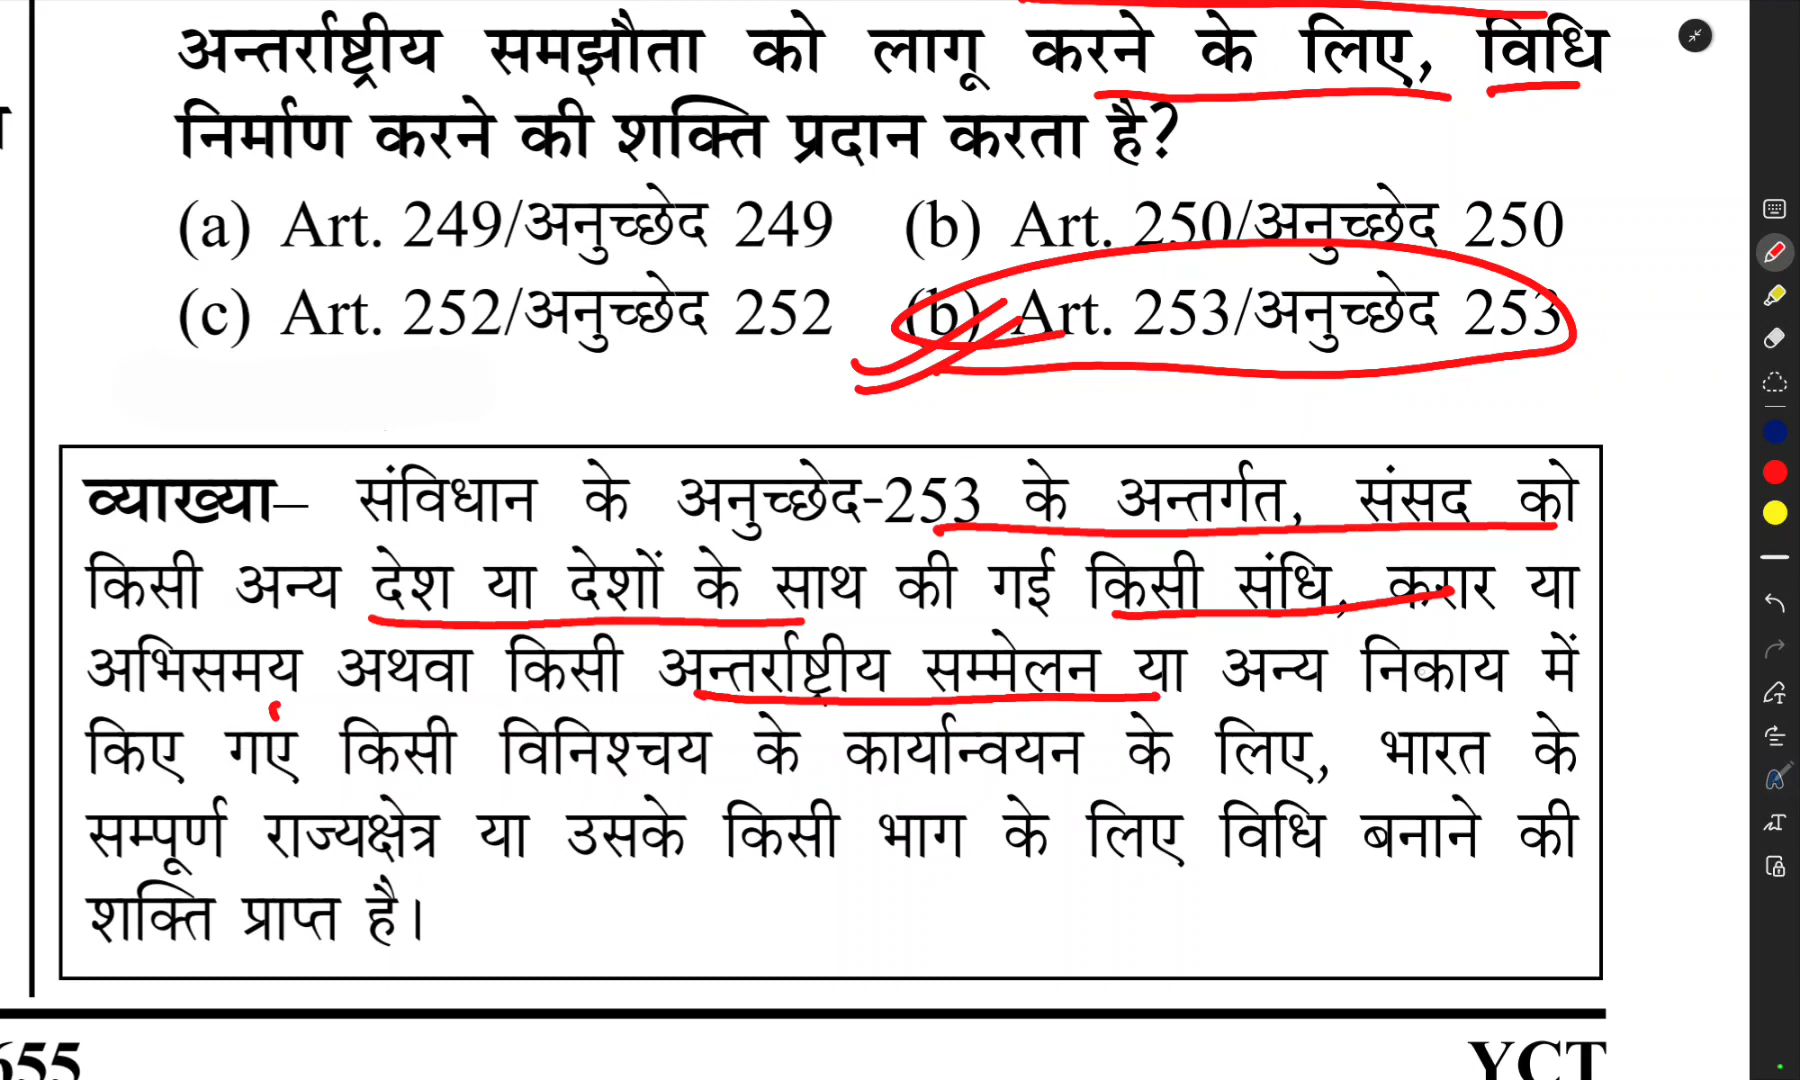 अन्तर्राष्ट्रीय समझौता को लागू करने के लिए, विधि
निर्माण करने की शक्ति प्रदान करता है?
(a) Art. 249/अनुच्छेद 249 (b) Art. 250/अनुच्छेद 250
(c) Art. 252/अनुच्छेद 252 (b) Art. 253/अनुच्छेद 253
व्याख्या– संविधान के अनुच्छेद-253 के अन्तर्गत, संसद को
किसी अन्य देश या देशों के साथ की गई किसी संधि, करार या
अभिसमय अथवा किसी अन्तर्राष्ट्रीय सम्मेलन या अन्य निकाय में
किए गए किसी विनिश्चय के कार्यान्वयन के लिए, भारत के
सम्पूर्ण राज्यक्षेत्र या उसके किसी भाग के लिए विधि बनाने की
शक्ति प्राप्त है।
655 YCT